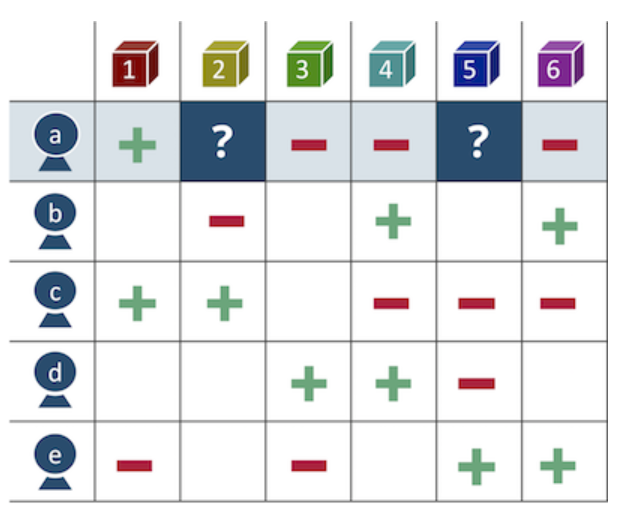 1 2 3 4 5 6
a + ? − − ? −
b − + +
c + + − − −
d + + −
e − − + +